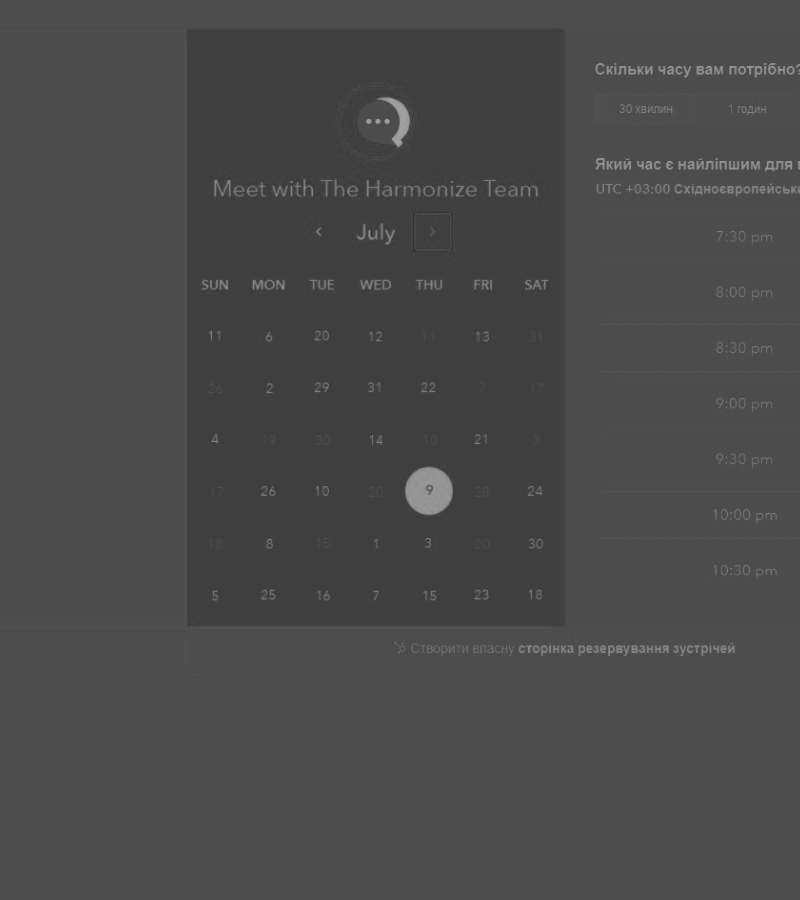 Meet with The Harmonize Team
July
SUN MON TUE WED THU FRI SAT
11 6 20 12 11 13 31
26 2 29 31 22 7 17
4 19 30 14 10 21 3
17 26 10 20 9 28 24
18 8 15 1 3 20 30
5 25 16 7 15 23 18
Скільки часу вам потрібно?
30 хвилин 1 годин
Який час є найліпшим для
UTC +03:00
7:30 pm
8:00 pm
8:30 pm
9:00 pm
9:30 pm
10:00 pm
10:30 pm
Створити власну сторінка резервування зустрічей